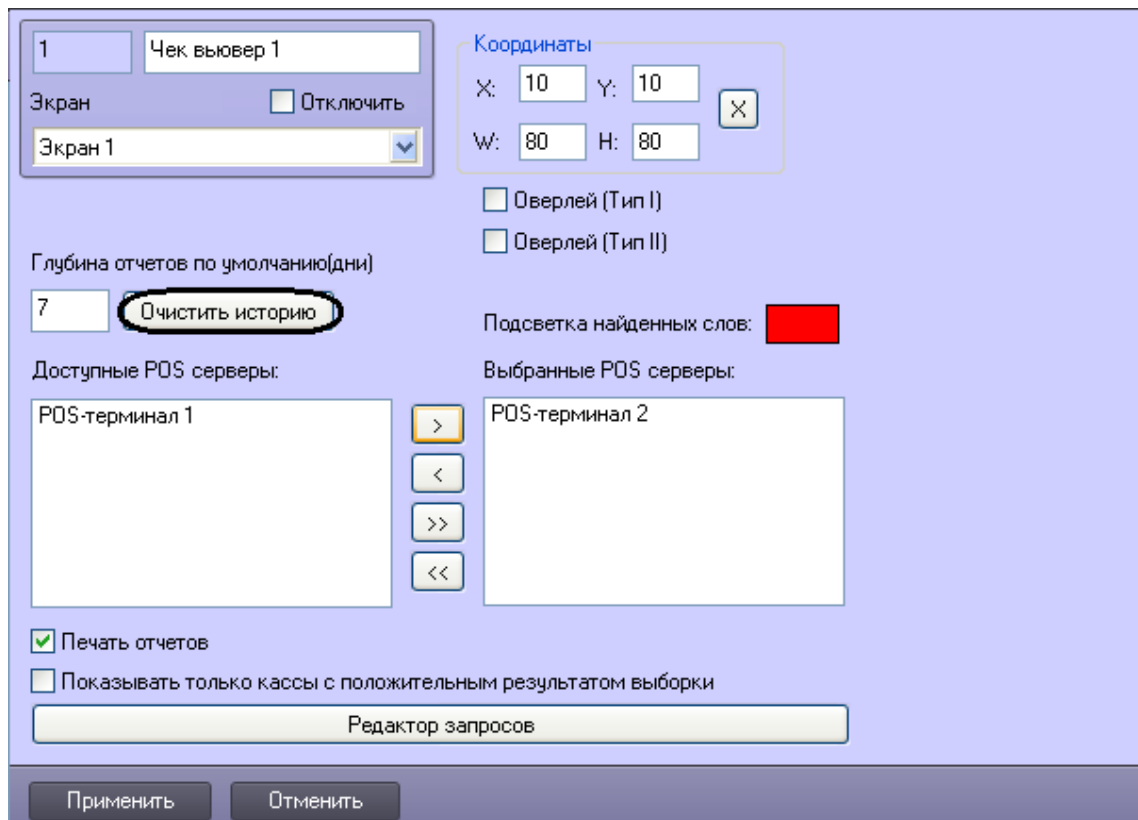 1
Чек вьювер 1
Экран
Отключить
Экран 1
Координаты
X: 10 Y: 10
X
W: 80 H: 80
Оверлей (Тип I)
Оверлей (Тип II)
Глубина отчетов по умолчанию(дни)
7
Очистить историю
Подсветка найденных слов:
Доступные POS серверы:
Выбранные POS серверы:
POS-терминал 1
POS-терминал 2
>
<
>>
<<
Печать отчетов
Показывать только кассы с положительным результатом выборки
Редактор запросов
Применить
Отменить